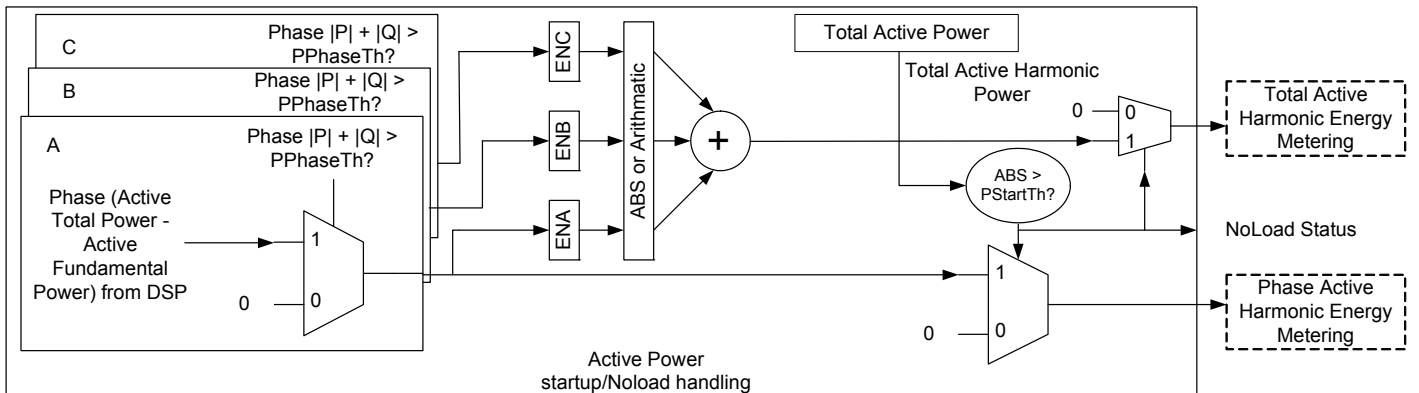 C
Phase |P| + |Q| >
PPhaseTh?
B
Phase |P| + |Q| >
PPhaseTh?
A
Phase |P| + |Q| >
PPhaseTh?
Phase (Active
Total Power -
Active
Fundamental
Power) from DSP
1
0
0
ENC
ENB
ENA
ABS or Arithmatic
+
Total Active Power
Total Active Harmonic
Power
ABS >
PStartTh?
0
0
1
1
0
0
Active Power
startup/Noload handling
Total Active
Harmonic Energy
Metering
NoLoad Status
Phase Active
Harmonic Energy
Metering